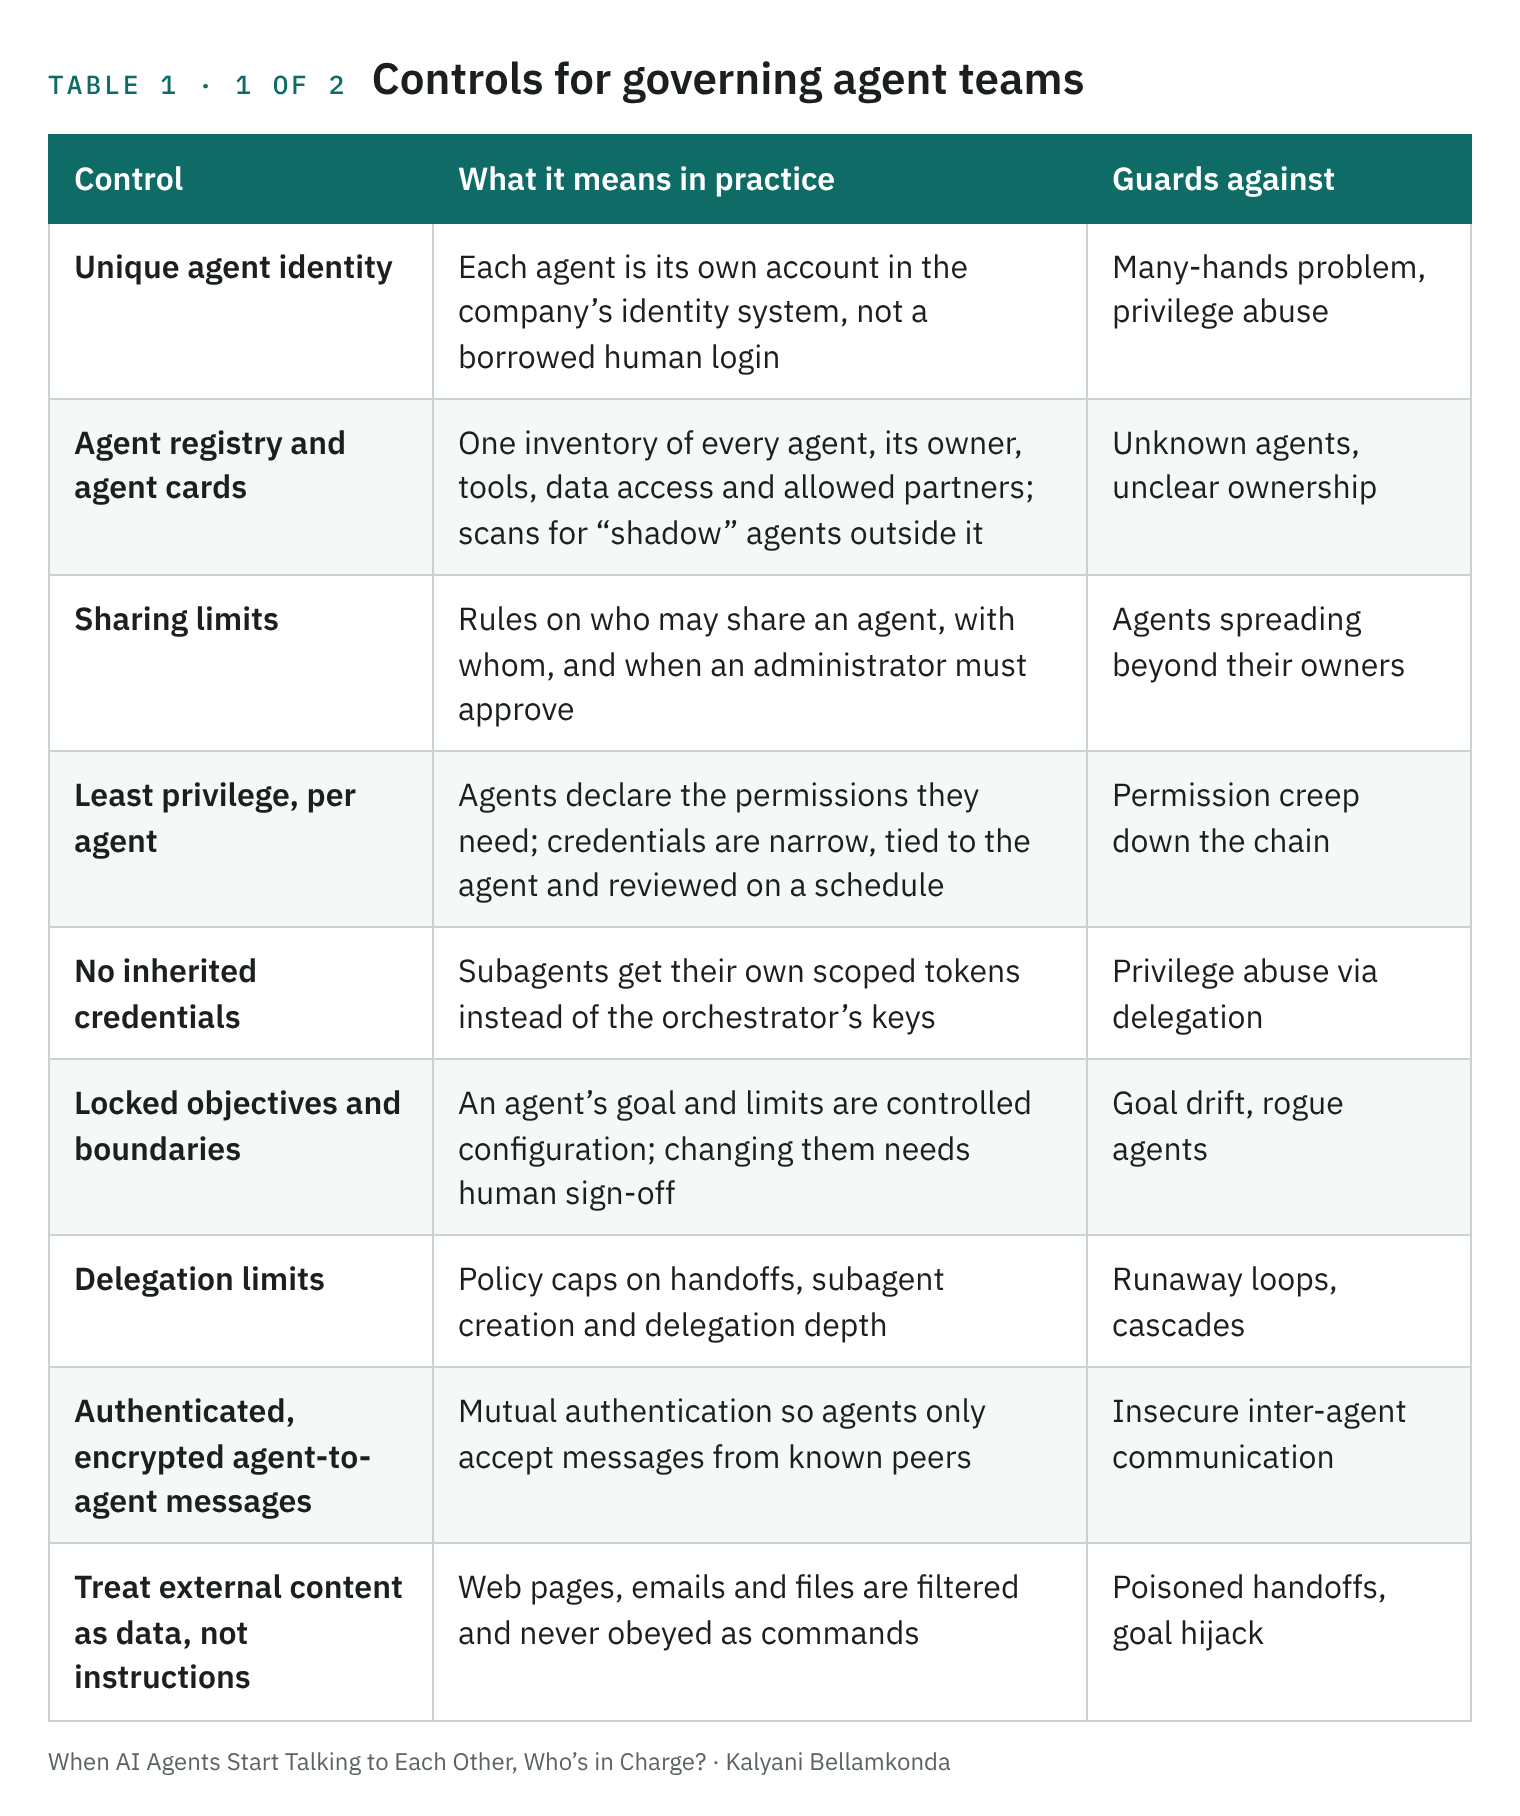 TABLE 1 · 1 OF 2 Controls for governing agent teams
Control
What it means in practice
Guards against
Unique agent identity
Each agent is its own account in the
company’s identity system, not a
borrowed human login
Many-hands problem,
privilege abuse
Agent registry and
agent cards
One inventory of every agent, its owner,
tools, data access and allowed partners;
scans for “shadow” agents outside it
Unknown agents,
unclear ownership
Sharing limits
Rules on who may share an agent, with
whom, and when an administrator must
approve
Agents spreading
beyond their owners
Least privilege, per
agent
Agents declare the permissions they
need; credentials are narrow, tied to the
agent and reviewed on a schedule
Permission creep
down the chain
No inherited
credentials
Subagents get their own scoped tokens
instead of the orchestrator’s keys
Privilege abuse via
delegation
Locked objectives and
boundaries
An agent’s goal and limits are controlled
configuration; changing them needs
human sign-off
Goal drift, rogue
agents
Delegation limits
Policy caps on handoffs, subagent
creation and delegation depth
Runaway loops,
cascades
Authenticated,
encrypted agent-to-
agent messages
Mutual authentication so agents only
accept messages from known peers
Insecure inter-agent
communication
Treat external content
as data, not
instructions
Web pages, emails and files are filtered
and never obeyed as commands
Poisoned handoffs,
goal hijack
When AI Agents Start Talking to Each Other, Who’s in Charge? · Kalyani Bellamkonda